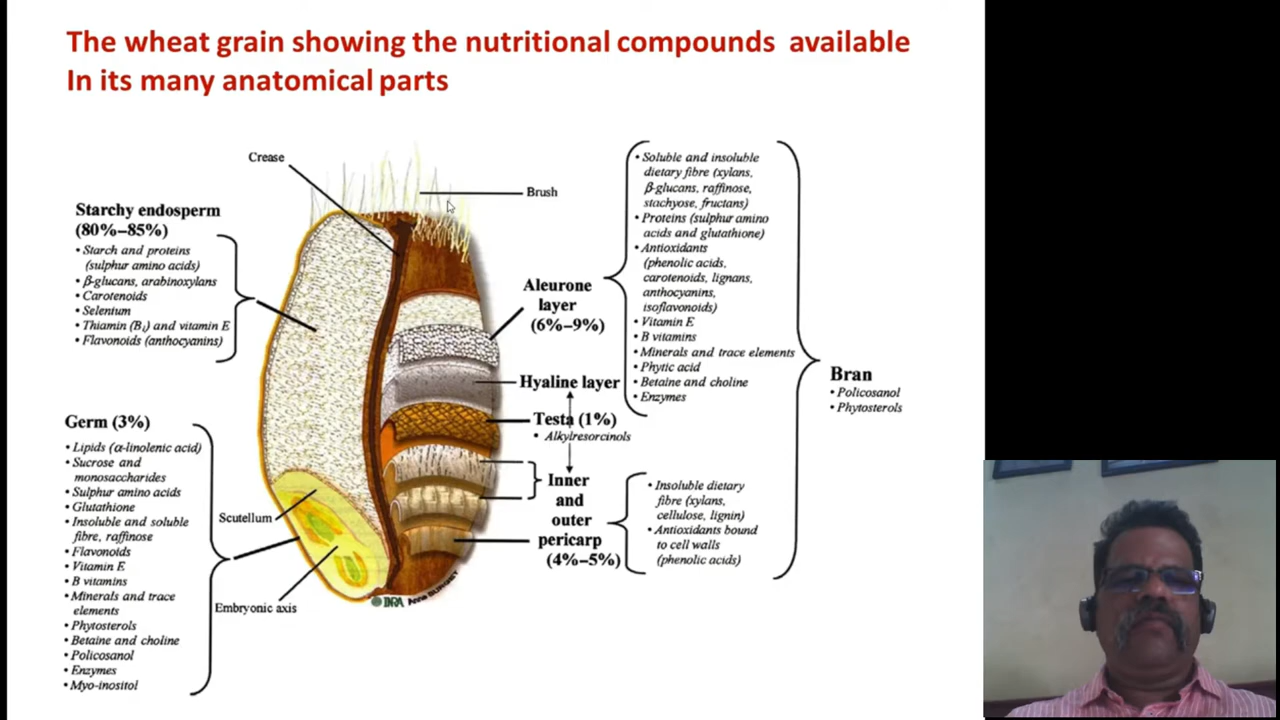 The wheat grain showing the nutritional compounds available
In its many anatomical parts
Crease
Brush
Starchy endosperm
(80%–85%)
• Starch and proteins
(sulphur amino acids)
• β-glucans, arabinoxylans
• Carotenoids
• Selenium
• Thiamin (B₁) and vitamin E
• Flavonoids (anthocyanins)
Germ (3%)
• Lipids (α-linolenic acid)
• Sucrose and
monosaccharides
• Sulphur amino acids
• Glutathione
• Insoluble and soluble
fibre, raffinose
• Flavonoids
• Vitamin E
• B vitamins
• Minerals and trace
elements
• Phytosterols
• Betaine and choline
• Policosanol
• Enzymes
• Myo-inositol
Scutellum
Embryonic axis
Aleurone
layer
(6%–9%)
Hyaline layer
Testa (1%)
• Alkylresorcinols
Inner
and
outer
pericarp
(4%–5%)
• Soluble and insoluble
dietary fibre (xylans,
β-glucans, raffinose,
stachyose, fructans)
• Proteins (sulphur amino
acids and glutathione)
• Antioxidants
(phenolic acids,
carotenoids, lignans,
anthocyanins,
isoflavonoids)
• Vitamin E
• B vitamins
• Minerals and trace elements
• Phytic acid
• Betaine and choline
• Enzymes
• Insoluble dietary
fibre (xylans,
cellulose, lignin)
• Antioxidants bound
to cell walls
(phenolic acids)
Bran
• Policosanol
• Phytosterols
INRA